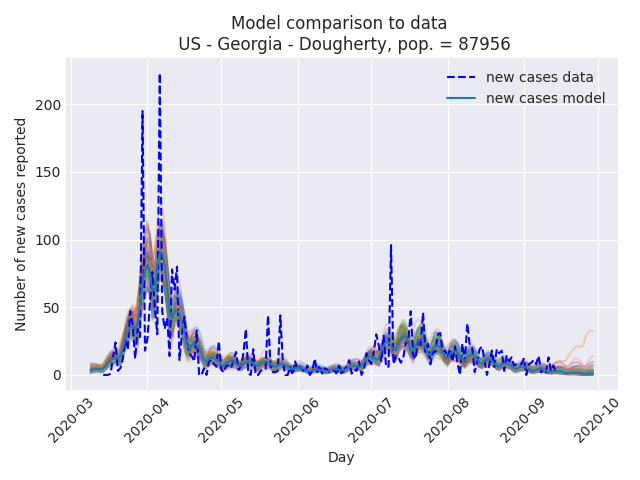 Model comparison to data
US - Georgia - Dougherty, pop. = 87956
new cases data
new cases model
Number of new cases reported
200
150
100
50
0
2020-03
2020-04
2020-05
2020-06
2020-07
2020-08
2020-09
2020-10
Day